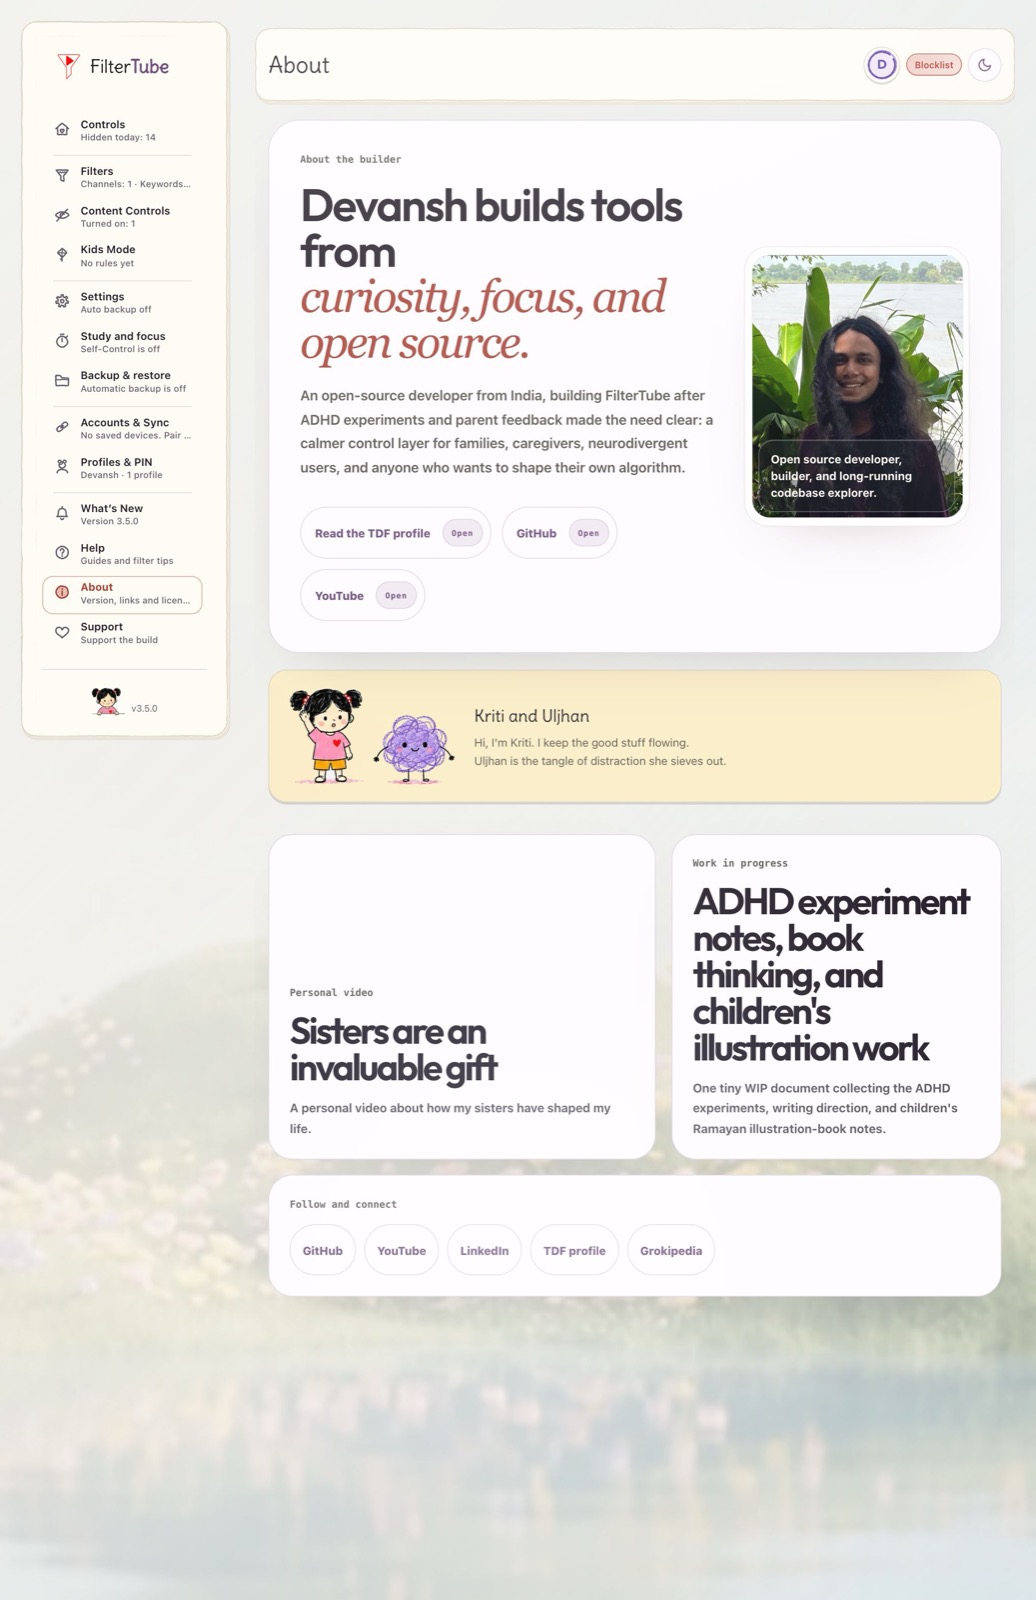 FilterTube
Controls
Hidden today: 14
Filters
Channels: 1 · Keywords...
Content Controls
Turned on: 1
Kids Mode
No rules yet
Settings
Auto backup off
Study and focus
Self-Control is off
Backup & restore
Automatic backup is off
Accounts & Sync
No saved devices. Pair ...
Profiles & PIN
Devansh · 1 profile
What's New
Version 3.5.0
Help
Guides and filter tips
About
Version, links and licen...
Support
Support the build
v3.5.0
About
D
Blocklist
About the builder
Devansh builds tools
from
curiosity, focus, and
open source.
An open-source developer from India, building FilterTube after
ADHD experiments and parent feedback made the need clear: a
calmer control layer for families, caregivers, neurodivergent
users, and anyone who wants to shape their own algorithm.
Read the TDF profile Open
GitHub Open
YouTube Open
Open source developer,
builder, and long-running
codebase explorer.
Kriti and Uljhan
Hi, I'm Kriti. I keep the good stuff flowing.
Uljhan is the tangle of distraction she sieves out.
Personal video
Sisters are an
invaluable gift
A personal video about how my sisters have shaped my
life.
Work in progress
ADHD experiment
notes, book
thinking, and
children's
illustration work
One tiny WIP document collecting the ADHD
experiments, writing direction, and children's
Ramayan illustration-book notes.
Follow and connect
GitHub
YouTube
LinkedIn
TDF profile
Grokipedia